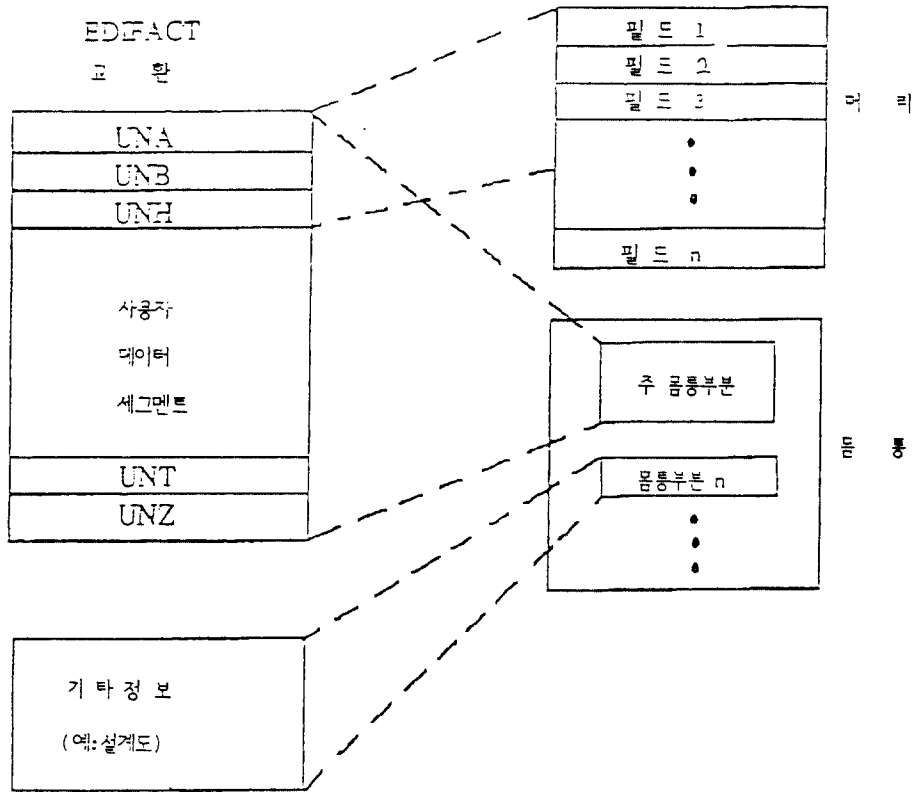 EDIFACT
교 환
UNA
UNB
UNH
사용자
데이터
세그멘트
UNT
UNZ
기 타 정 보
(예:설계도)
필 드 1
필 드 2
필 드 3
필 드 n
머 리
주 몸통부분
몸통부분 n
몸 통